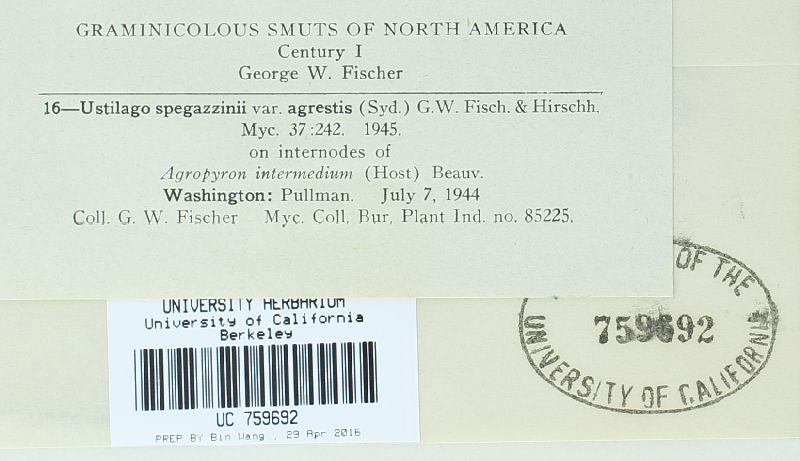 GRAMINICOLOUS SMUTS OF NORTH AMERICA
Century I
George W. Fischer
16—Ustilago spegazzinii var. agrestis (Syd.) G.W. Fisch. & Hirschh.
Myc. 37:242. 1945.
on internodes of
Agropyron intermedium (Host) Beauv.
Washington: Pullman. July 7, 1944
Coll. G. W. Fischer Myc. Coll. Bur. Plant Ind. no. 85225.
UNIVERSITY HERBARIUM
University of California
Berkeley
UC 759692
PREP BY Bin Wang . 29 Apr 2016
OF THE
759692
UNIVERSITY OF CALIFORNIA